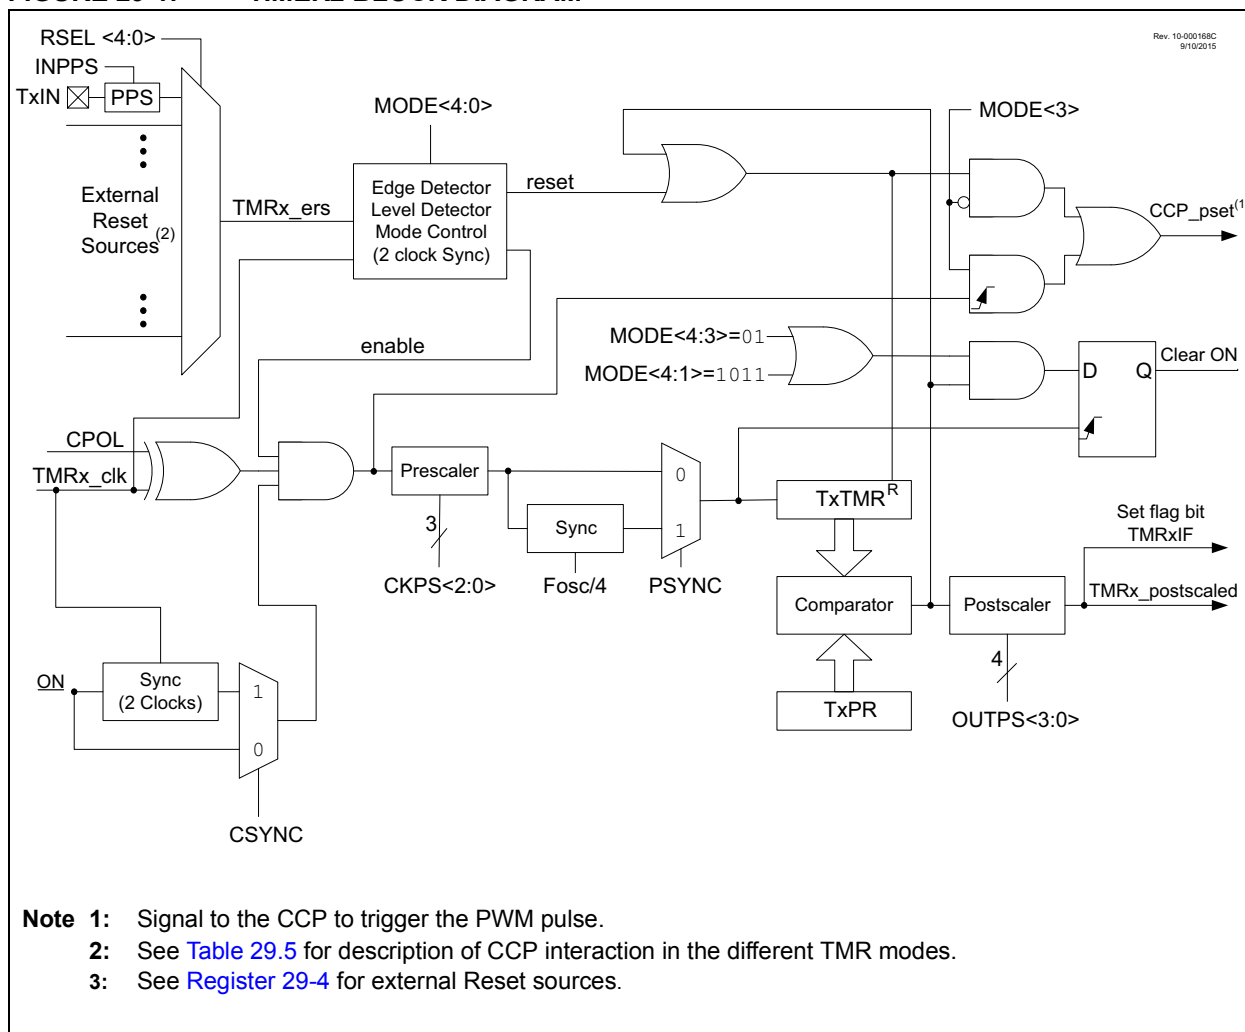 RSEL <4:0>
Rev. 10-000168C
9/10/2015
INPPS
TxIN
PPS
MODE<4:0>
MODE<3>
External
Reset
Sources(2)
TMRx_ers
Edge Detector
Level Detector
Mode Control
(2 clock Sync)
reset
CCP_pset(1
enable
MODE<4:3>=01
MODE<4:1>=1011
D Q
Clear ON
CPOL
TMRx_clk
Prescaler
3
CKPS<2:0>
Sync
Fosc/4
0
1
PSYNC
TxTMR R
Comparator
TxPR
Postscaler
4
OUTPS<3:0>
Set flag bit
TMRxIF
TMRx_postscaled
ON
Sync
(2 Clocks)
1
0
CSYNC
Note 1: Signal to the CCP to trigger the PWM pulse.
2: See Table 29.5 for description of CCP interaction in the different TMR modes.
3: See Register 29-4 for external Reset sources.